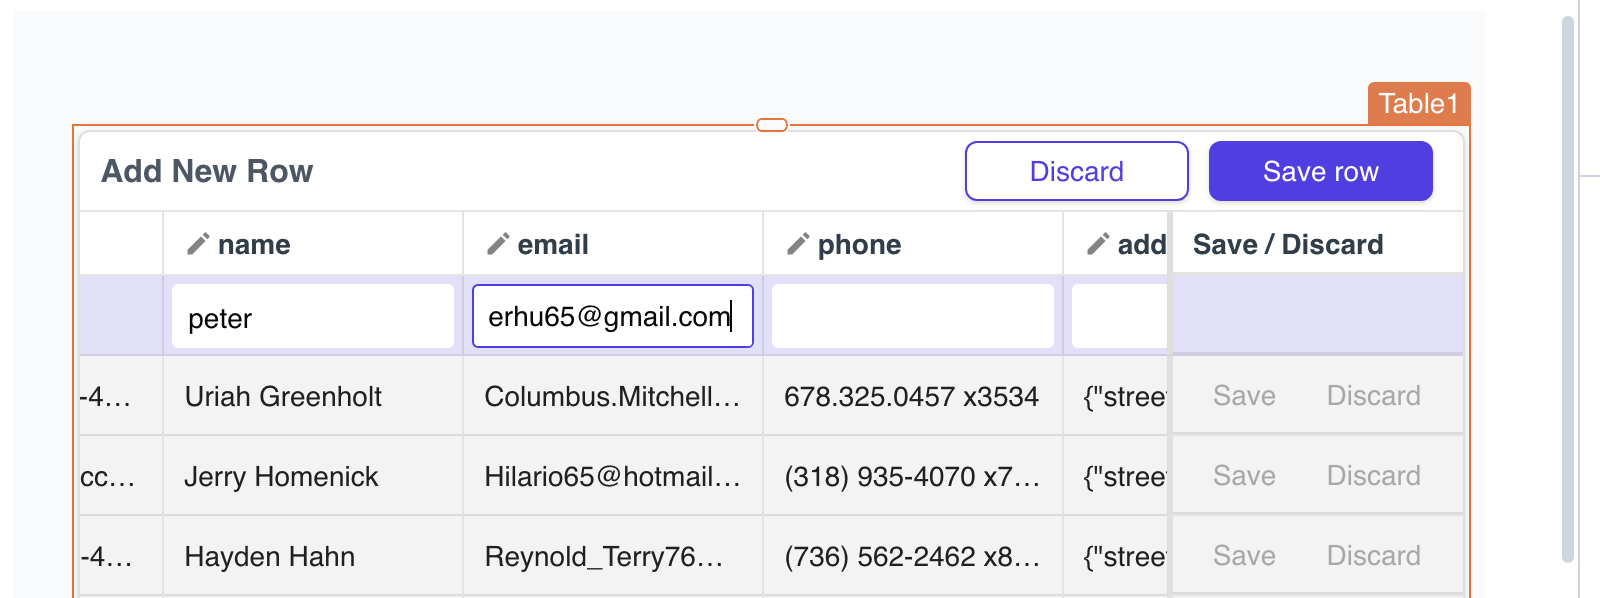 Table1
Add New Row Discard Save row
name email phone add Save / Discard
peter erhu65@gmail.com
-4... Uriah Greenholt Columbus.Mitchell... 678.325.0457 x3534 {"stree Save Discard
cc... Jerry Homenick Hilario65@hotmail... (318) 935-4070 x7... {"stree Save Discard
-4... Hayden Hahn Reynold_Terry76... (736) 562-2462 x8... {"stree Save Discard